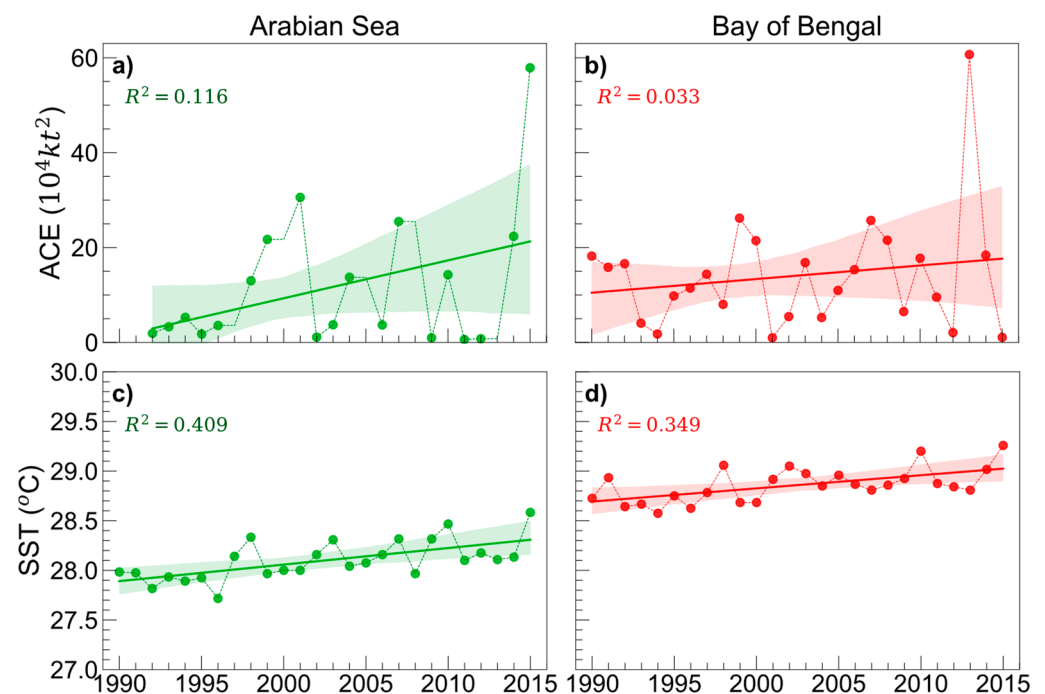 Arabian Sea Bay of Bengal
a) b)
R² = 0.116 R² = 0.033
ACE (10⁴kt²)
60
40
20
0
c) d)
R² = 0.409 R² = 0.349
SST (°C)
30.0
29.5
29.0
28.5
28.0
27.5
27.0
1990 1995 2000 2005 2010 2015 1990 1995 2000 2005 2010 2015